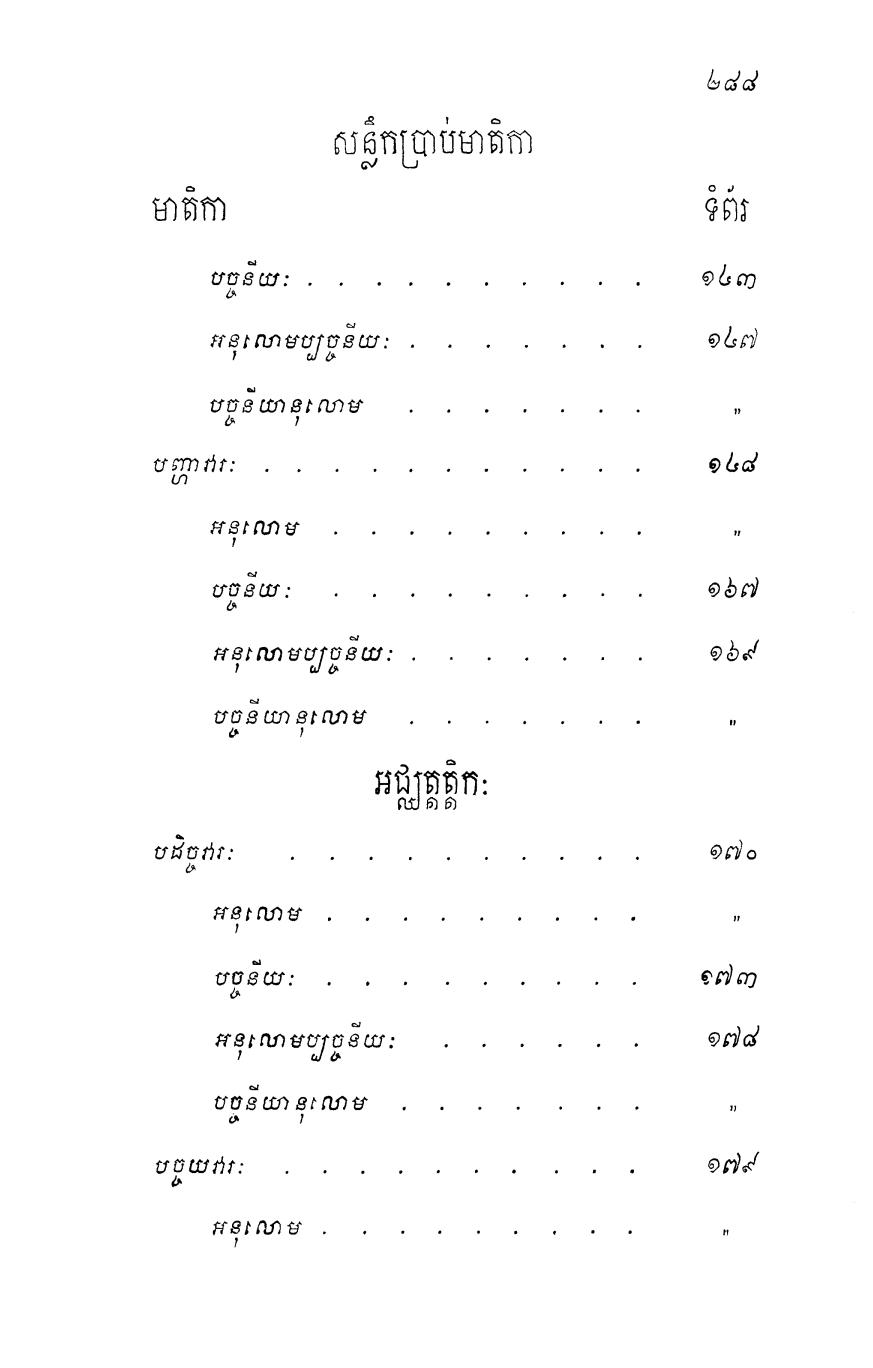 ២៨៨
សន្លឹកប្រាប់មាតិកា
មាតិកា ទំព័រ
បច្ចនីយៈ . . . . . . . . . . ១៤៣
អនុលោមប្បច្ចនីយៈ . . . . . . . ១៤៧
បច្ចនីយានុលោម . . . . . . . "
បញ្ហាវារៈ . . . . . . . . . . . ១៤៨
អនុលោម . . . . . . . . . "
បច្ចនីយៈ . . . . . . . . . ១៦៧
អនុលោមប្បច្ចនីយៈ . . . . . . . ១៦៩
បច្ចនីយានុលោម . . . . . . . "
អជ្ឈត្តត្តិកៈ
បដិច្ចវារៈ . . . . . . . . . . ១៧០
អនុលោម . . . . . . . . . "
បច្ចនីយៈ . . . . . . . . . ១៧៣
អនុលោមប្បច្ចនីយៈ . . . . . . ១៧៨
បច្ចនីយានុលោម . . . . . . . "
បច្ចយវារៈ . . . . . . . . . . ១៧៩
អនុលោម . . . . . . . . . "